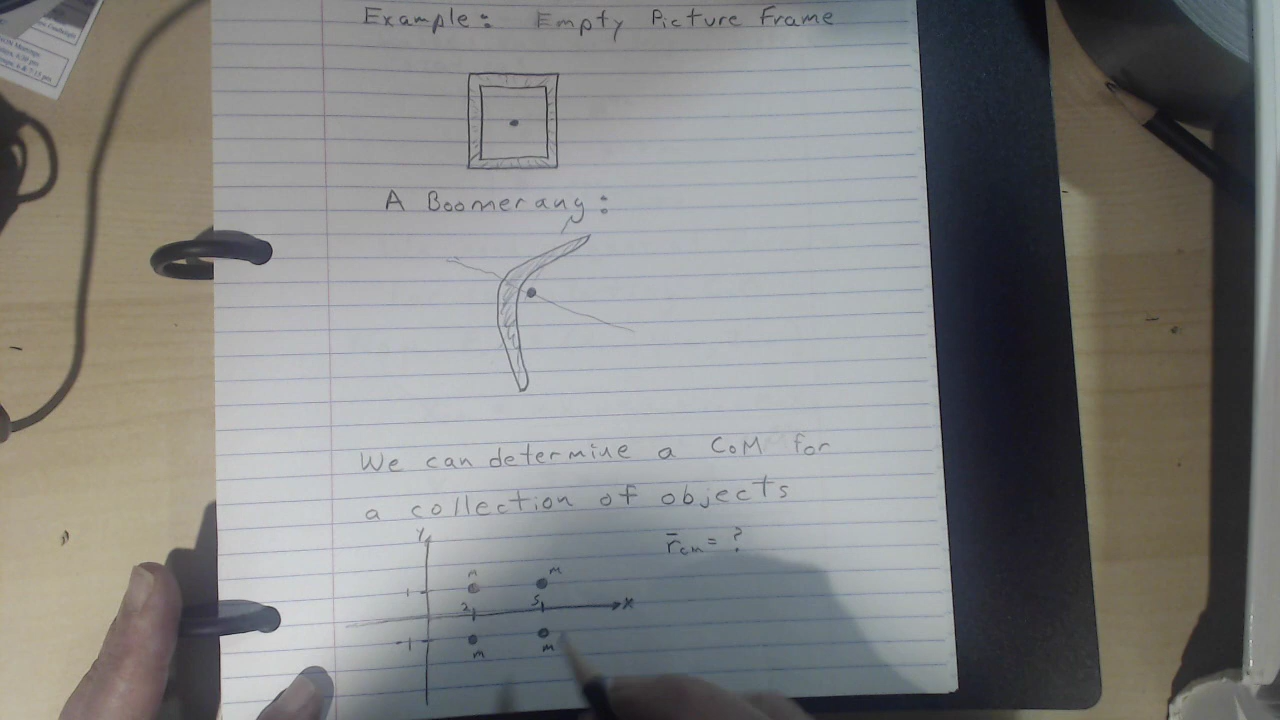 Example: Empty Picture Frame
A Boomerang:
We can determine a CoM for
a collection of objects
y
r̄cm = ?
m m
1
2 5 x
-1
m m